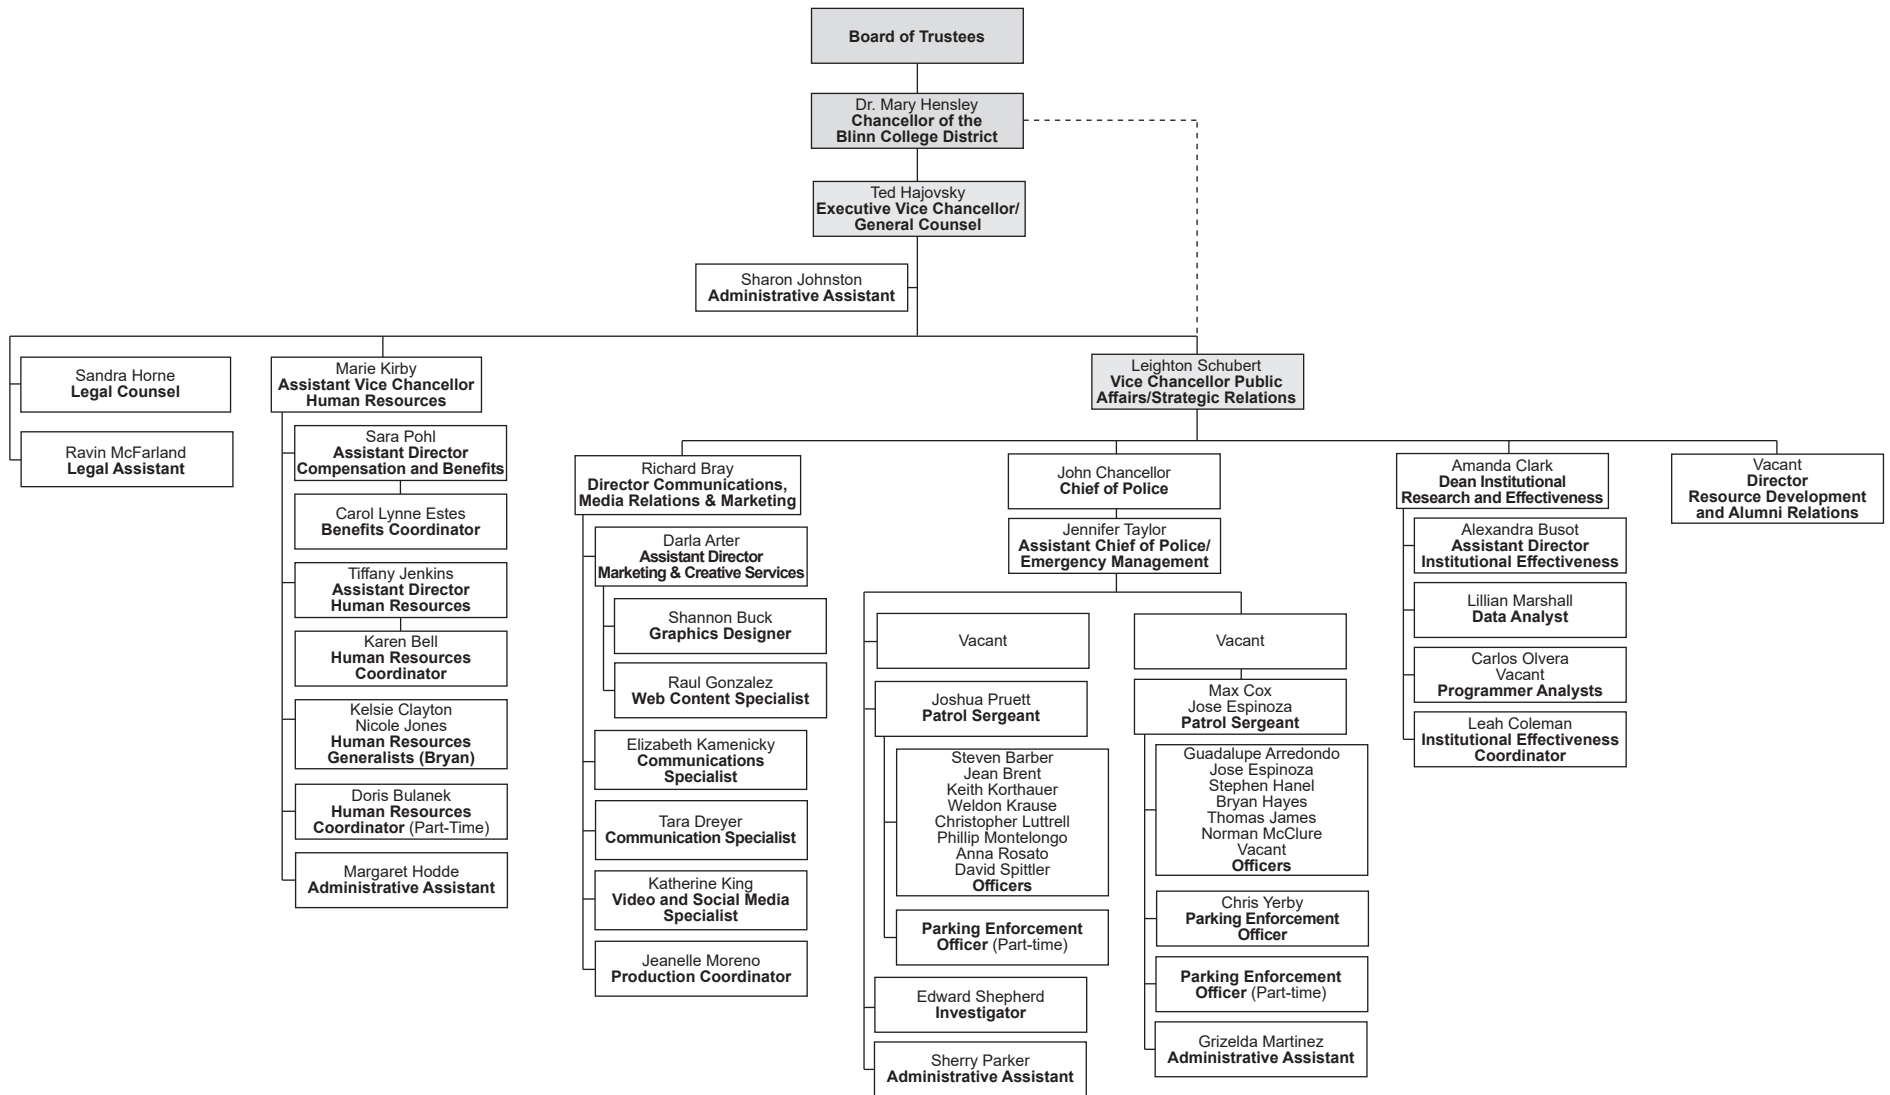 Board of Trustees
Dr. Mary Hensley
Chancellor of the
Blinn College District
Ted Hajovsky
Executive Vice Chancellor/
General Counsel
Sharon Johnston
Administrative Assistant
Sandra Horne
Legal Counsel
Ravin McFarland
Legal Assistant
Marie Kirby
Assistant Vice Chancellor
Human Resources
Sara Pohl
Assistant Director
Compensation and Benefits
Carol Lynne Estes
Benefits Coordinator
Tiffany Jenkins
Assistant Director
Human Resources
Karen Bell
Human Resources
Coordinator
Kelsie Clayton
Nicole Jones
Human Resources
Generalists (Bryan)
Doris Bulanek
Human Resources
Coordinator (Part-Time)
Margaret Hodde
Administrative Assistant
Leighton Schubert
Vice Chancellor Public
Affairs/Strategic Relations
Richard Bray
Director Communications,
Media Relations & Marketing
Darla Arter
Assistant Director
Marketing & Creative Services
Shannon Buck
Graphics Designer
Raul Gonzalez
Web Content Specialist
Elizabeth Kamenicky
Communications
Specialist
Tara Dreyer
Communication Specialist
Katherine King
Video and Social Media
Specialist
Jeanelle Moreno
Production Coordinator
John Chancellor
Chief of Police
Jennifer Taylor
Assistant Chief of Police/
Emergency Management
Vacant
Joshua Pruett
Patrol Sergeant
Steven Barber
Jean Brent
Keith Korthauer
Weldon Krause
Christopher Luttrell
Phillip Montelongo
Anna Rosato
David Spittler
Officers
Parking Enforcement
Officer (Part-time)
Edward Shepherd
Investigator
Sherry Parker
Administrative Assistant
Vacant
Max Cox
Jose Espinoza
Patrol Sergeant
Guadalupe Arredondo
Jose Espinoza
Stephen Hanel
Bryan Hayes
Thomas James
Norman McClure
Vacant
Officers
Chris Yerby
Parking Enforcement
Officer
Parking Enforcement
Officer (Part-time)
Grizelda Martinez
Administrative Assistant
Amanda Clark
Dean Institutional
Research and Effectiveness
Alexandra Busot
Assistant Director
Institutional Effectiveness
Lillian Marshall
Data Analyst
Carlos Olvera
Vacant
Programmer Analysts
Leah Coleman
Institutional Effectiveness
Coordinator
Vacant
Director
Resource Development
and Alumni Relations